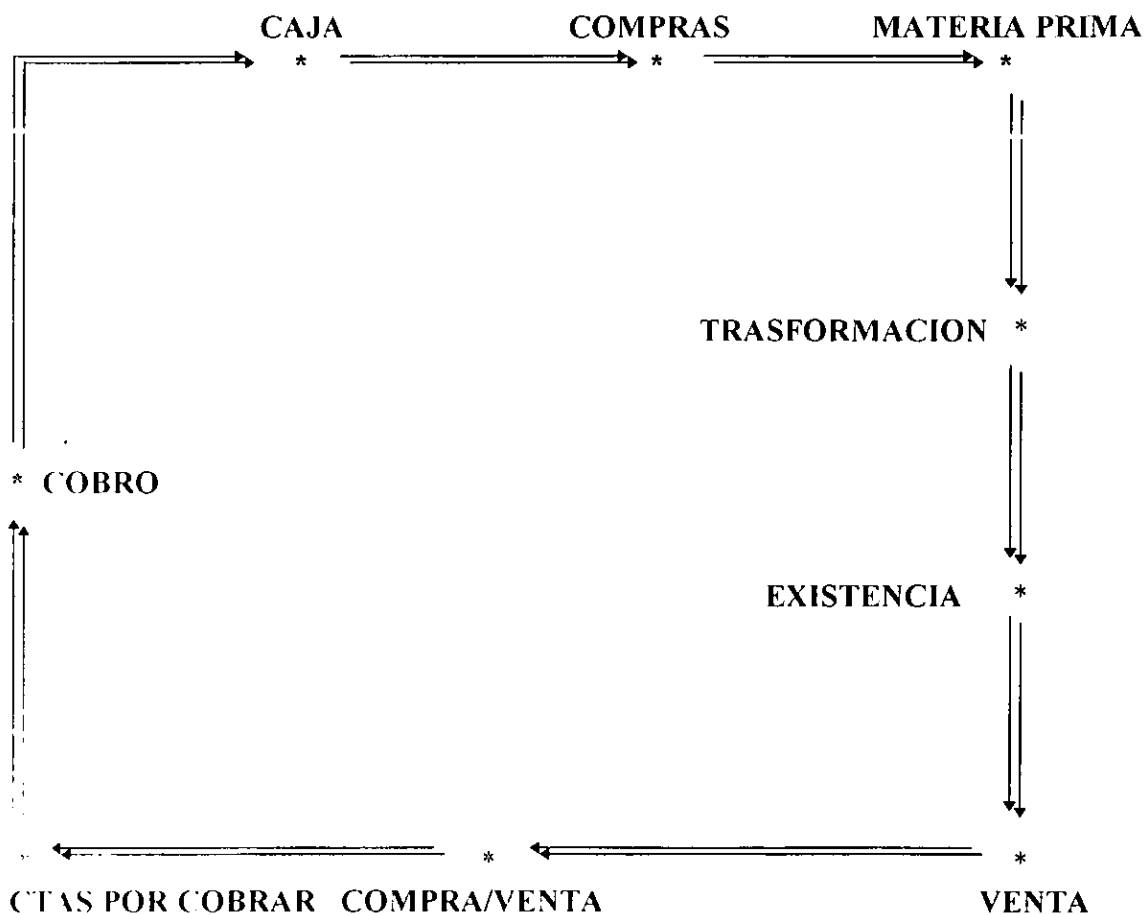 CAJA COMPRAS MATERIA PRIMA
* * *
TRASFORMACION *
* COBRO
EXISTENCIA *
* *
CTAS POR COBRAR COMPRA/VENTA VENTA